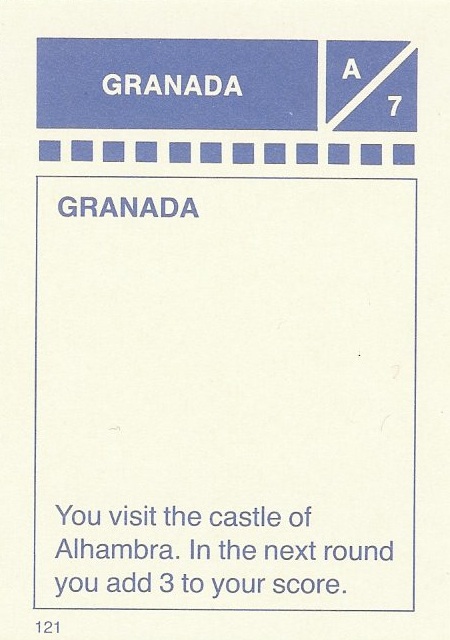 GRANADA
A
7
GRANADA
You visit the castle of
Alhambra. In the next round
you add 3 to your score.
121